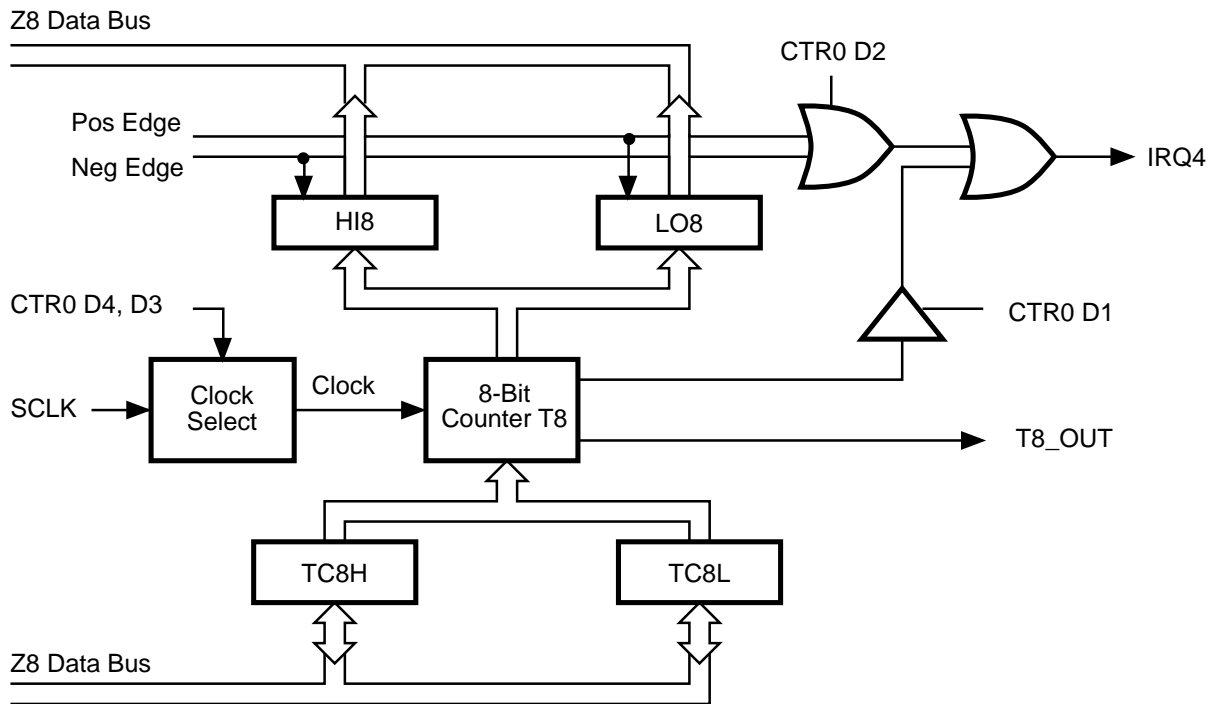 Z8 Data Bus
CTR0 D2
Pos Edge
Neg Edge
IRQ4
HI8
LO8
CTR0 D4, D3
CTR0 D1
Clock
Select
SCLK
Clock
8-Bit
Counter T8
T8_OUT
TC8H
TC8L
Z8 Data Bus